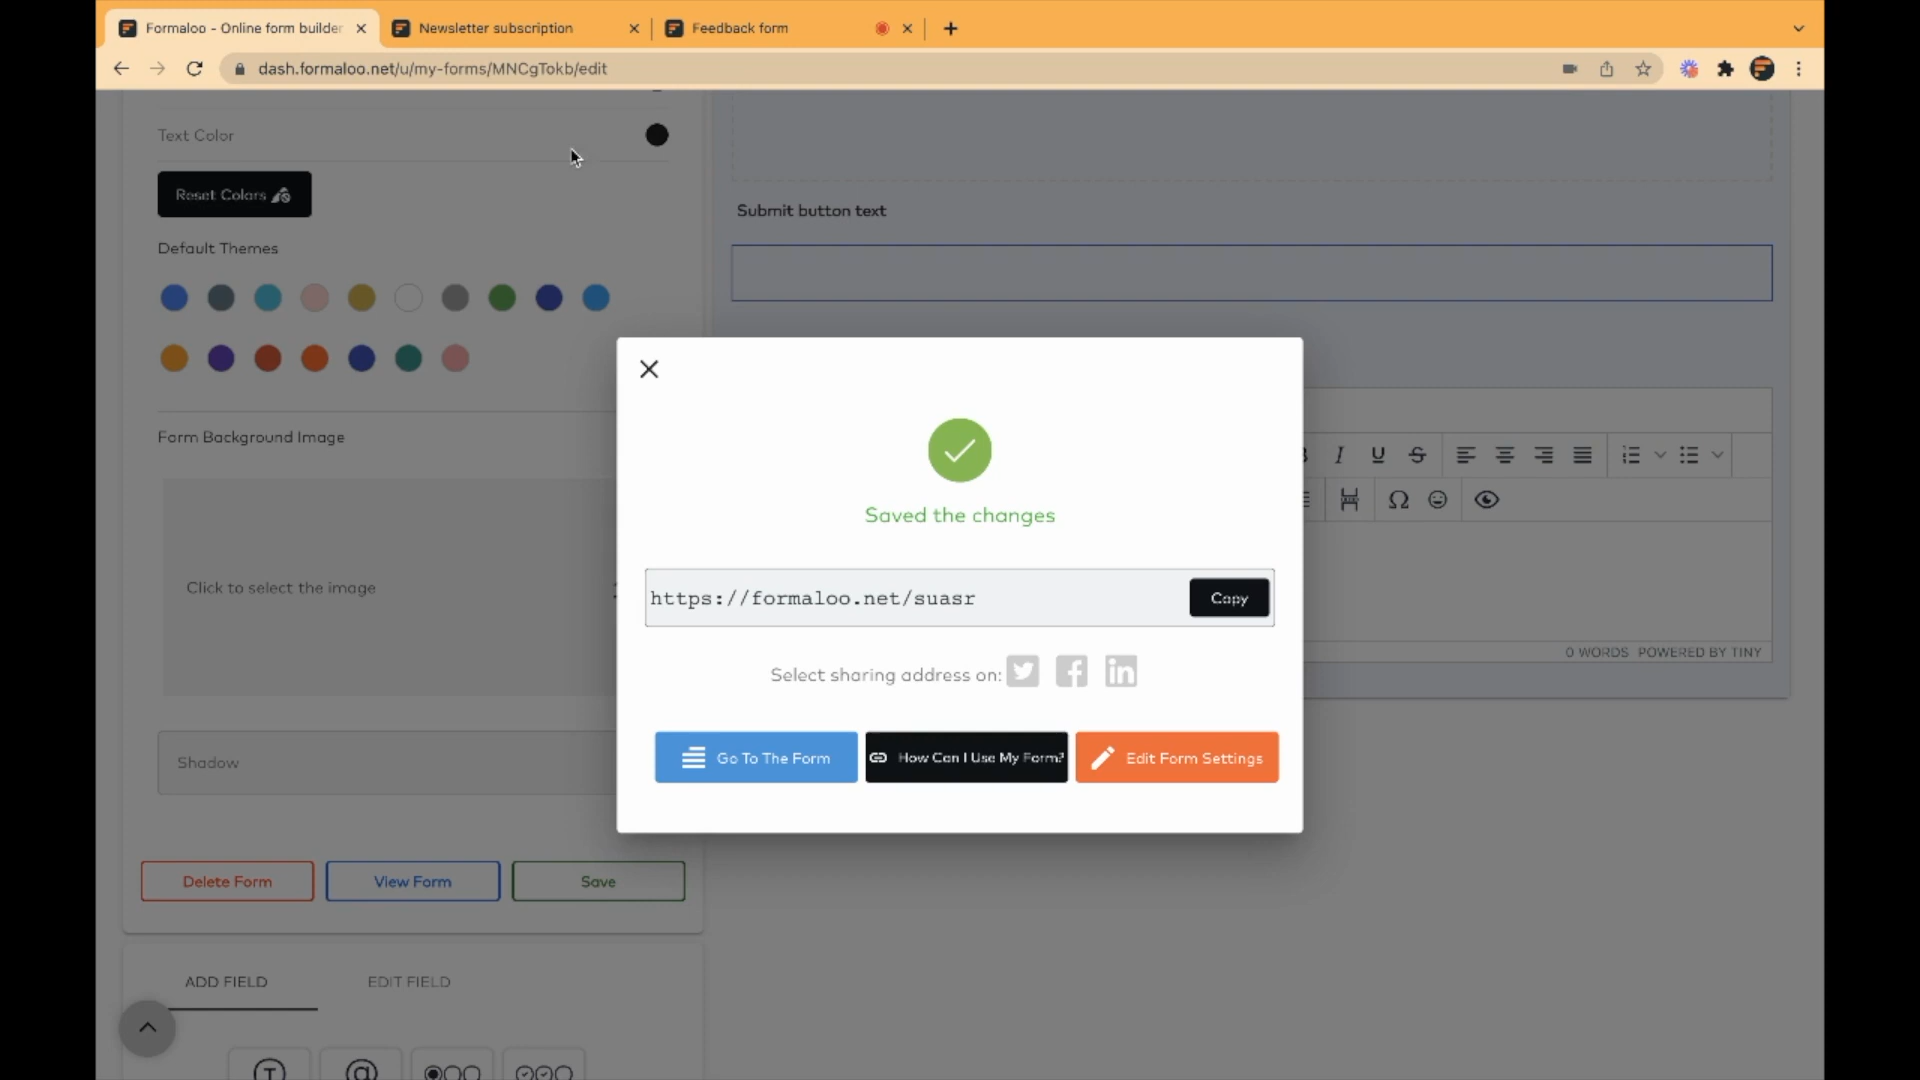 Formaloo - Online form builder
Newsletter subscription
Feedback form
dash.formaloo.net/u/my-forms/MNCgTokb/edit
Text Color
Reset Colors
Default Themes
Form Background Image
Click to select the image
Shadow
Delete Form
View Form
Save
ADD FIELD
EDIT FIELD
Submit button text
0 WORDS POWERED BY TINY
Saved the changes
https://formaloo.net/suasr
Copy
Select sharing address on:
Go To The Form
How Can I Use My Form?
Edit Form Settings